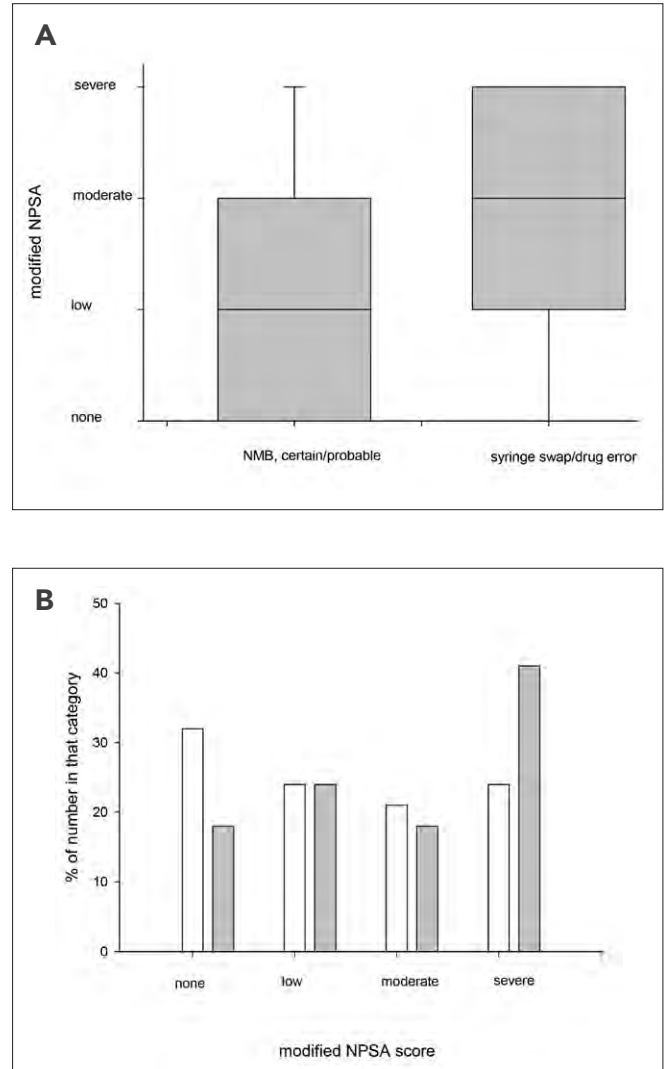 A
severe
moderate
low
none
modified NPSA
NMB, certain/probable
syringe swap/drug error
B
50
40
30
20
10
0
% of number in that category
none
low
moderate
severe
modified NPSA score